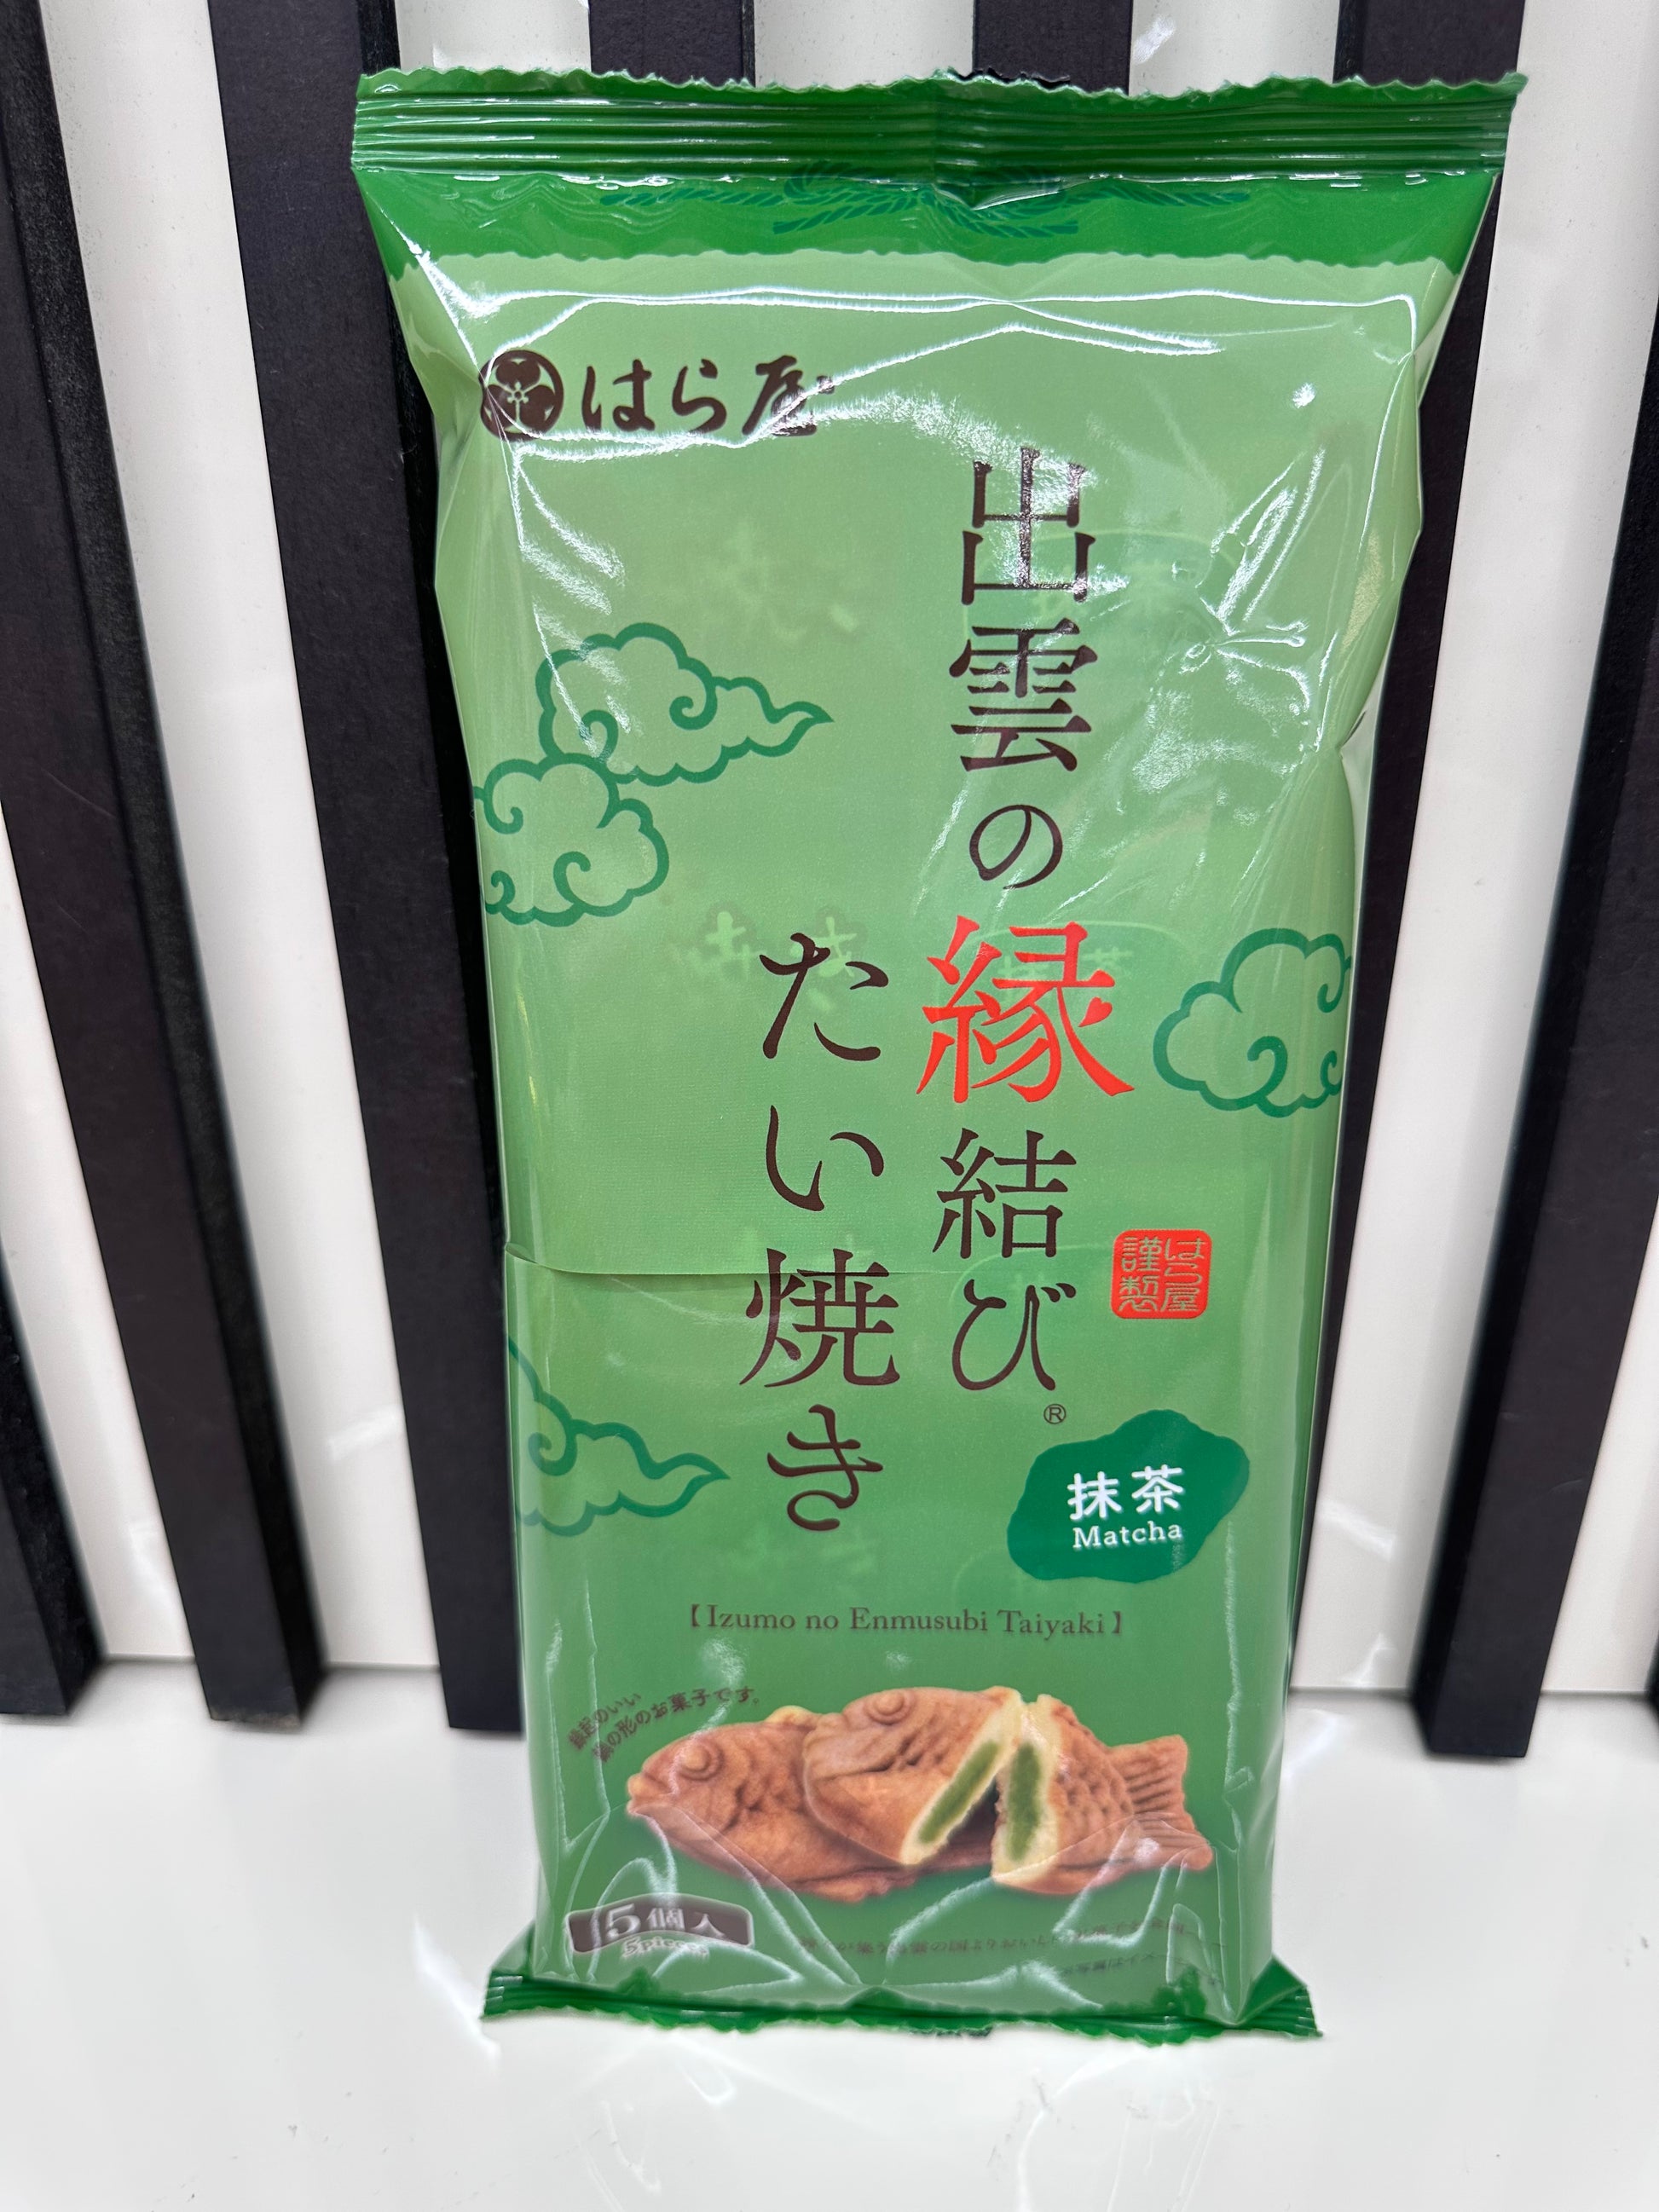 はら屋
出雲の縁結び®
たい焼き
はら屋
謹製
抹茶
Matcha
【Izumo no Enmusubi Taiyaki】
縁起のいい
鯛の形のお菓子です。
5個入
5pieces